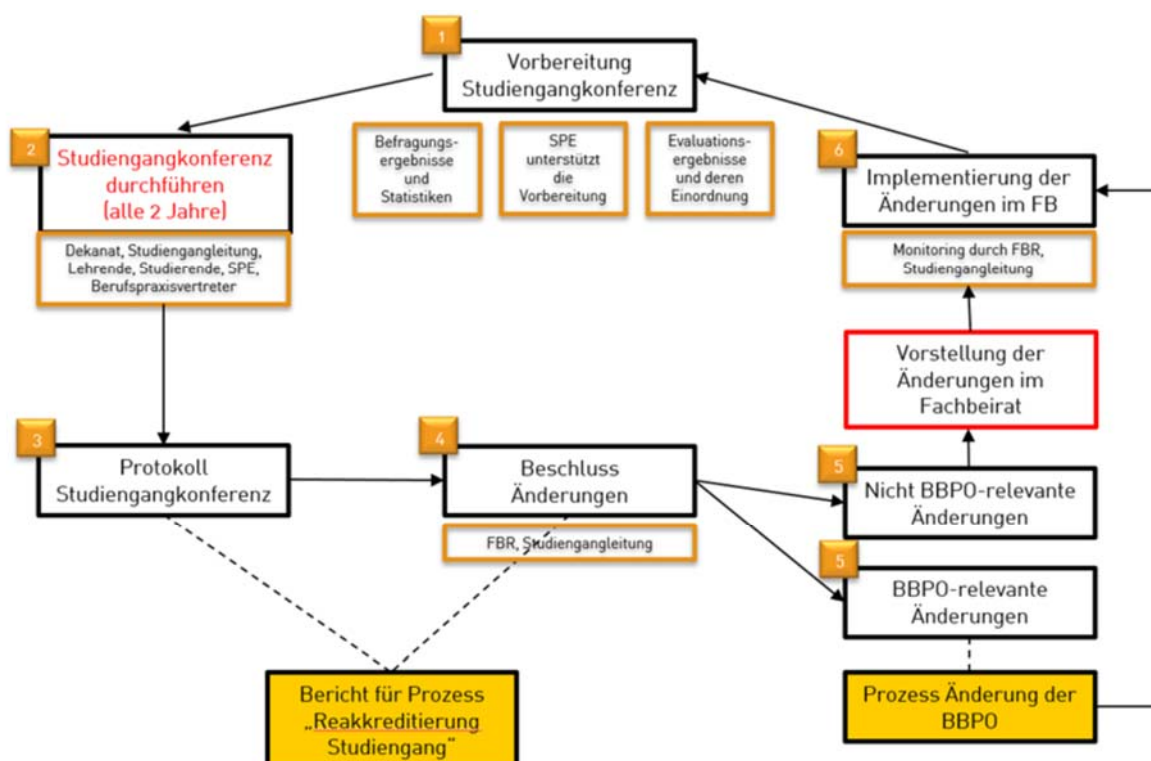 1
Vorbereitung
Studiengangkonferenz
Befragungs-
ergebnisse
und
Statistiken
SPE
unterstützt
die
Vorbereitung
Evaluations-
ergebnisse
und deren
Einordnung
2
Studiengangkonferenz
durchführen
(alle 2 Jahre)
Dekanat, Studiengangleitung,
Lehrende, Studierende, SPE,
Berufspraxisvertreter
3
Protokoll
Studiengangkonferenz
4
Beschluss
Änderungen
FBR, Studiengangleitung
5
Nicht BBPO-relevante
Änderungen
5
BBPO-relevante
Änderungen
Prozess Änderung der
BBPO
Vorstellung der
Änderungen im
Fachbeirat
6
Implementierung der
Änderungen im FB
Monitoring durch FBR,
Studiengangleitung
Bericht für Prozess
„Reakkreditierung
Studiengang"